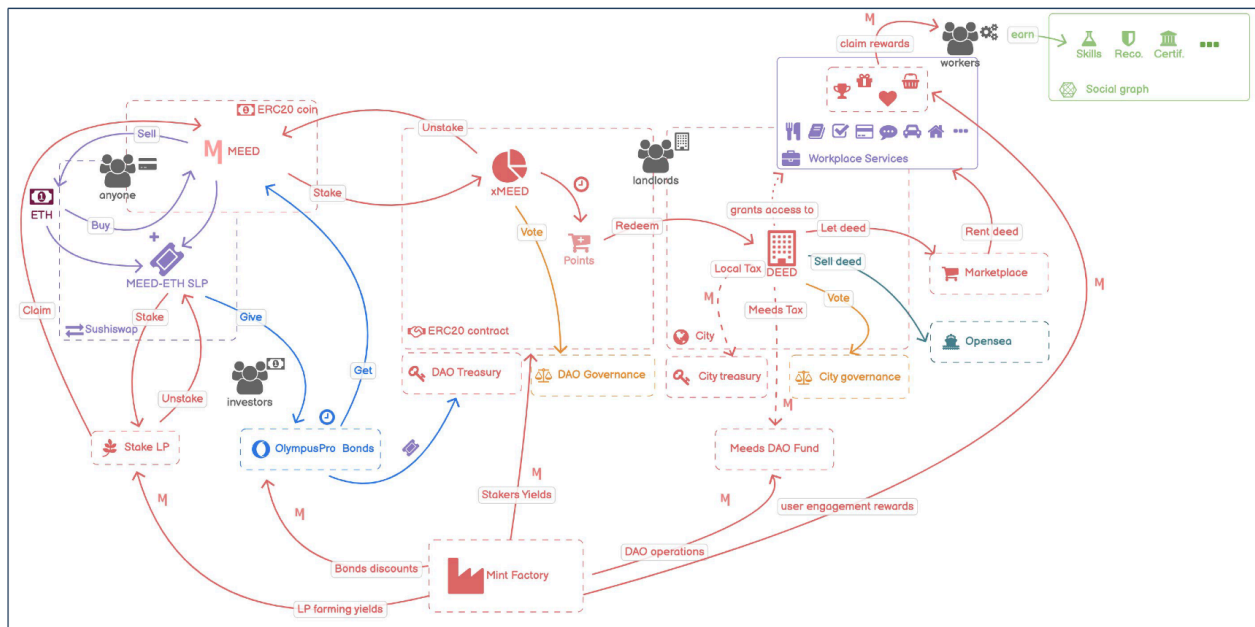 claim rewards
workers
earn
Skills
Reco.
Certif.
Social graph
ERC20 coin
Sell
MEED
anyone
ETH
Buy
MEED-ETH SLP
Sushiswap
Claim
Stake
Unstake
Give
Get
investors
Stake LP
OlympusPro Bonds
Unstake
Stake
xMEED
Vote
Points
ERC20 contract
DAO Treasury
DAO Governance
Redeem
landlords
Workplace Services
grants access to
DEED
Let deed
Rent deed
Marketplace
Sell deed
Opensea
Local Tax
Meeds Tax
Vote
City
City treasury
City governance
Meeds DAO Fund
Stakers Yields
user engagement rewards
DAO operations
Mint Factory
Bonds discounts
LP farming yields